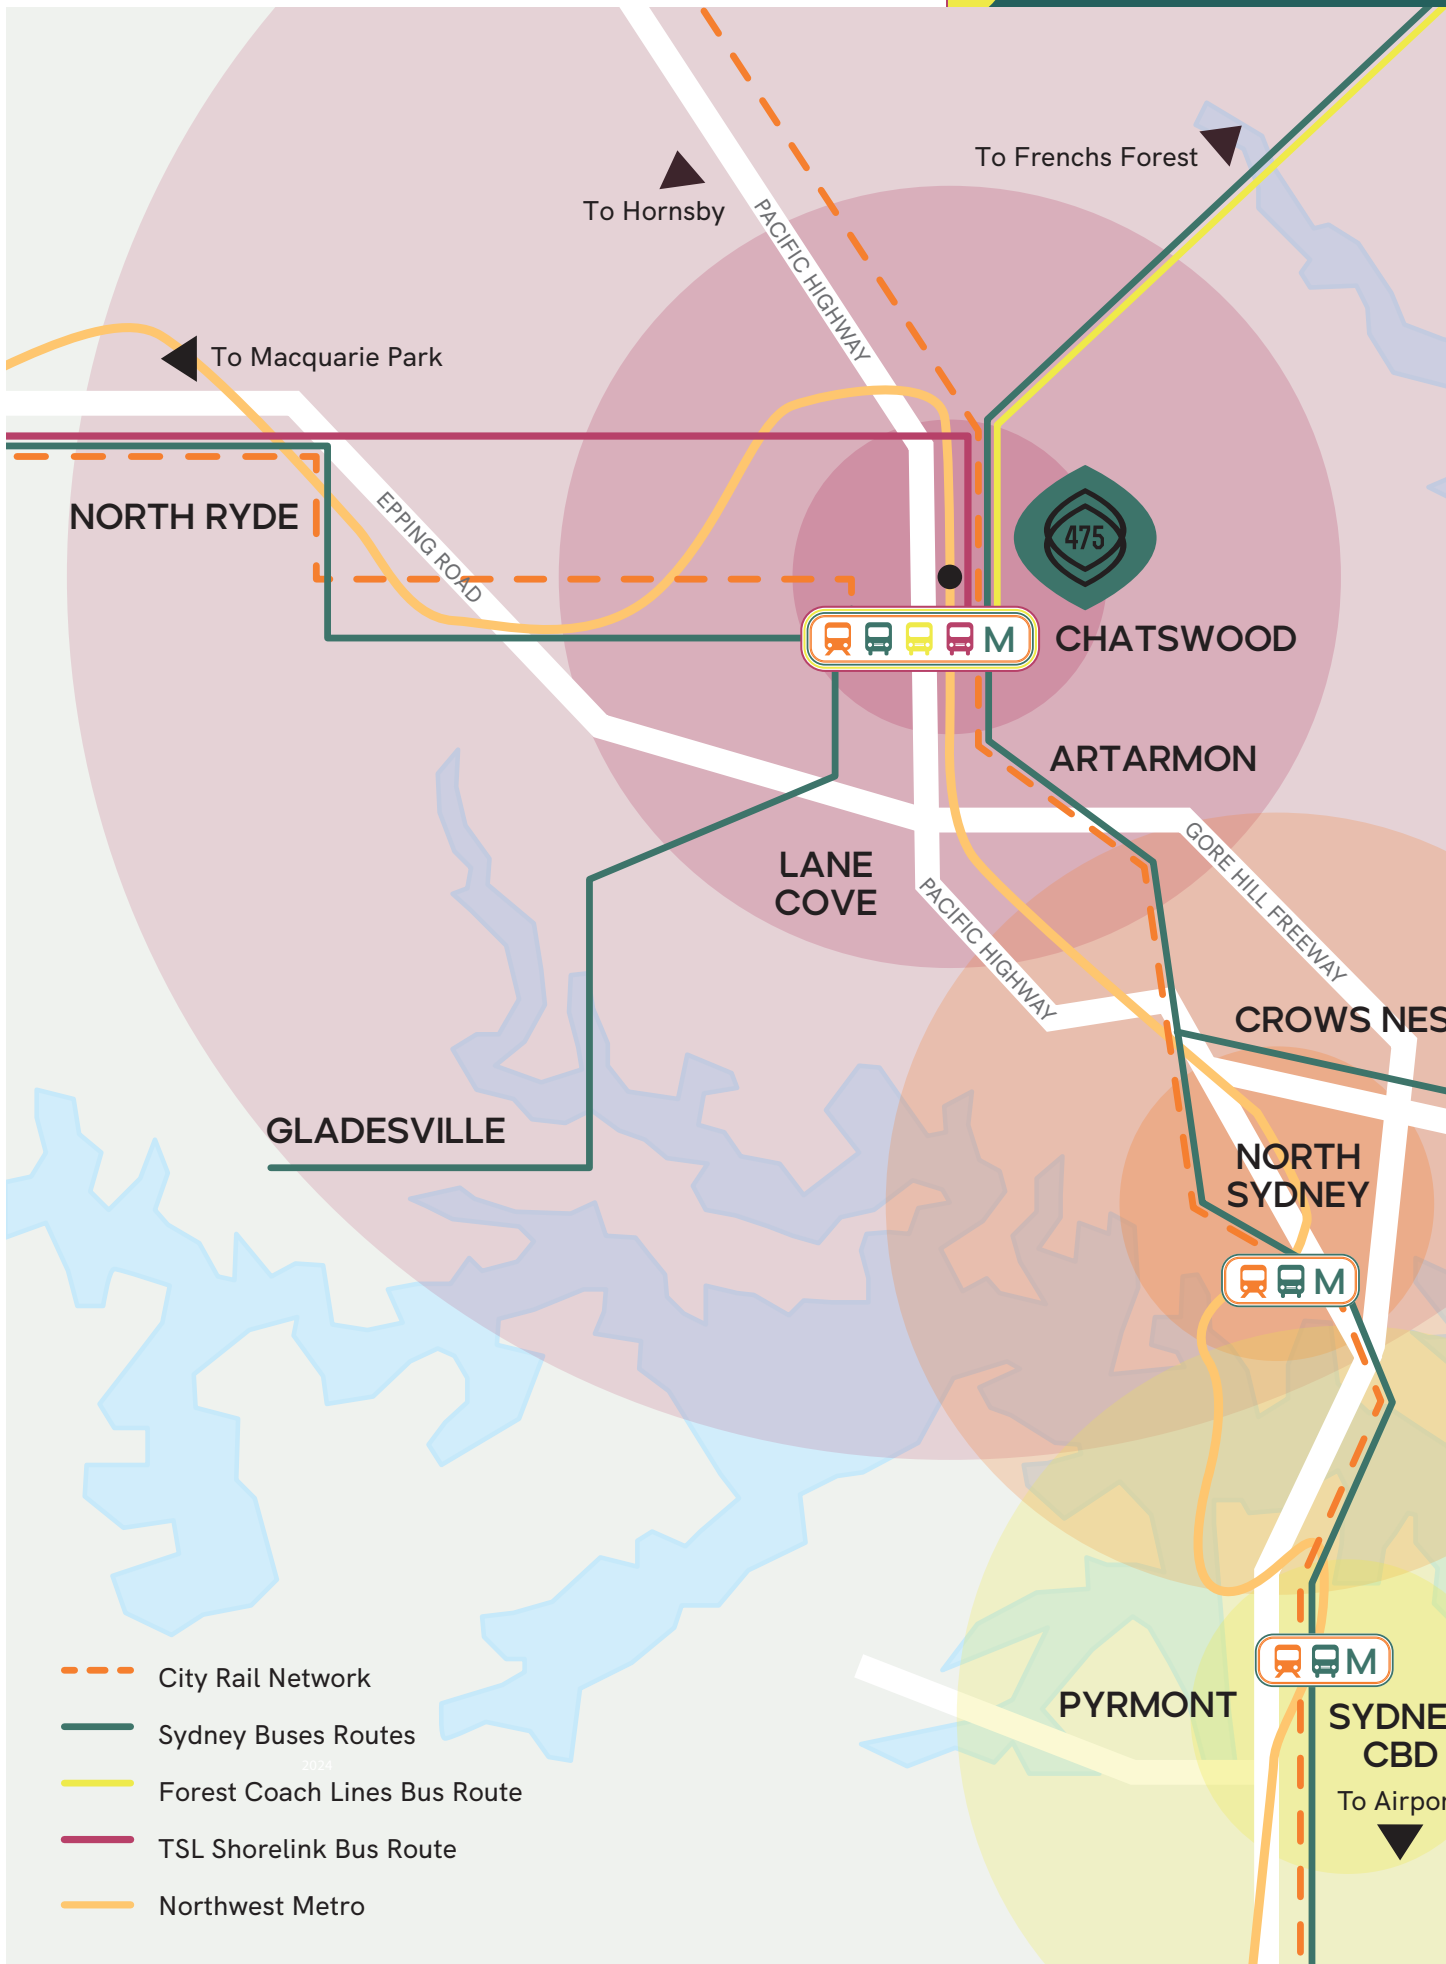 To Frenchs Forest
To Hornsby
PACIFIC HIGHWAY
To Macquarie Park
NORTH RYDE
EPPING ROAD
475
M
CHATSWOOD
ARTARMON
LANE
COVE
GORE HILL FREEWAY
PACIFIC HIGHWAY
CROWS NES
GLADESVILLE
NORTH
SYDNEY
M
M
PYRMONT
SYDNE
CBD
To Airpor
City Rail Network
Sydney Buses Routes
2024
Forest Coach Lines Bus Route
TSL Shorelink Bus Route
Northwest Metro